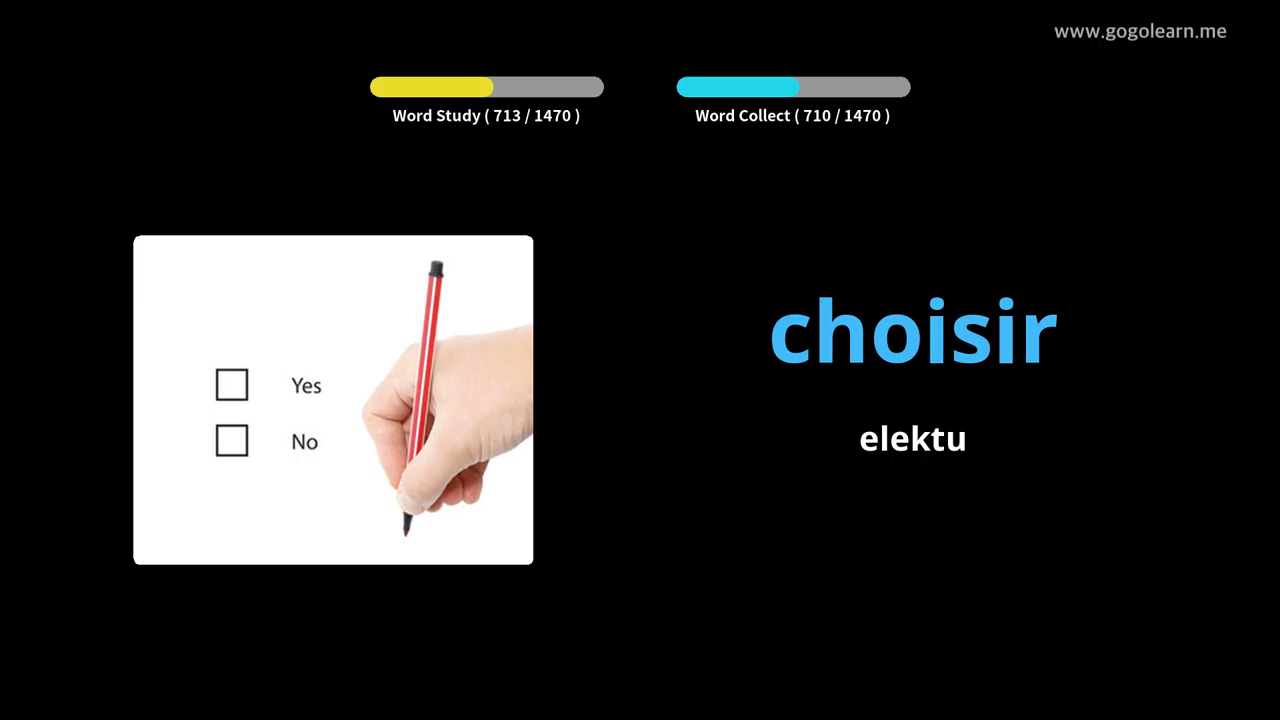 www.gogolearn.me
Word Study ( 713 / 1470 )
Word Collect ( 710 / 1470 )
Yes
No
choisir
elektu